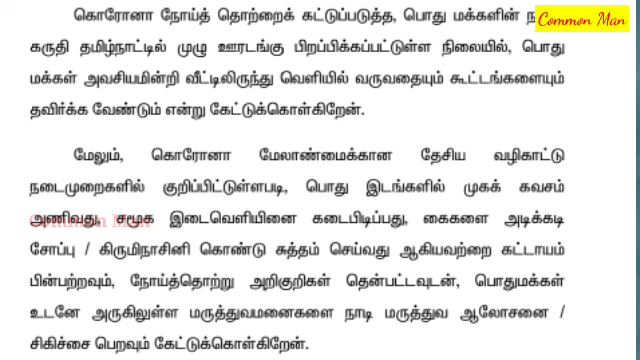 கொரோனா நோய்த் தொற்றைக் கட்டுப்படுத்த, பொது மக்களின்
Common Man
கருதி தமிழ்நாட்டில் முழு ஊரடங்கு பிறப்பிக்கப்பட்டுள்ள நிலையில், பொது
மக்கள் அவசியமின்றி வீட்டிலிருந்து வெளியில் வருவதையும் கூட்டங்களையும்
தவிர்க்க வேண்டும் என்று கேட்டுக்கொள்கிறேன்.
மேலும், கொரோனா மேலாண்மைக்கான தேசிய வழிகாட்டு
நடைமுறைகளில் குறிப்பிட்டுள்ளபடி, பொது இடங்களில் முகக் கவசம்
அணிவது, சமூக இடைவெளியினை கடைபிடிப்பது, கைகளை அடிக்கடி
Common Man
சோப்பு / கிருமிநாசினி கொண்டு சுத்தம் செய்வது ஆகியவற்றை கட்டாயம்
பின்பற்றவும், நோய்த்தொற்று அறிகுறிகள் தென்பட்டவுடன், பொதுமக்கள்
உடனே அருகிலுள்ள மருத்துவமனைகளை நாடி மருத்துவ ஆலோசனை /
சிகிச்சை பெறவும் கேட்டுக்கொள்கிறேன்.